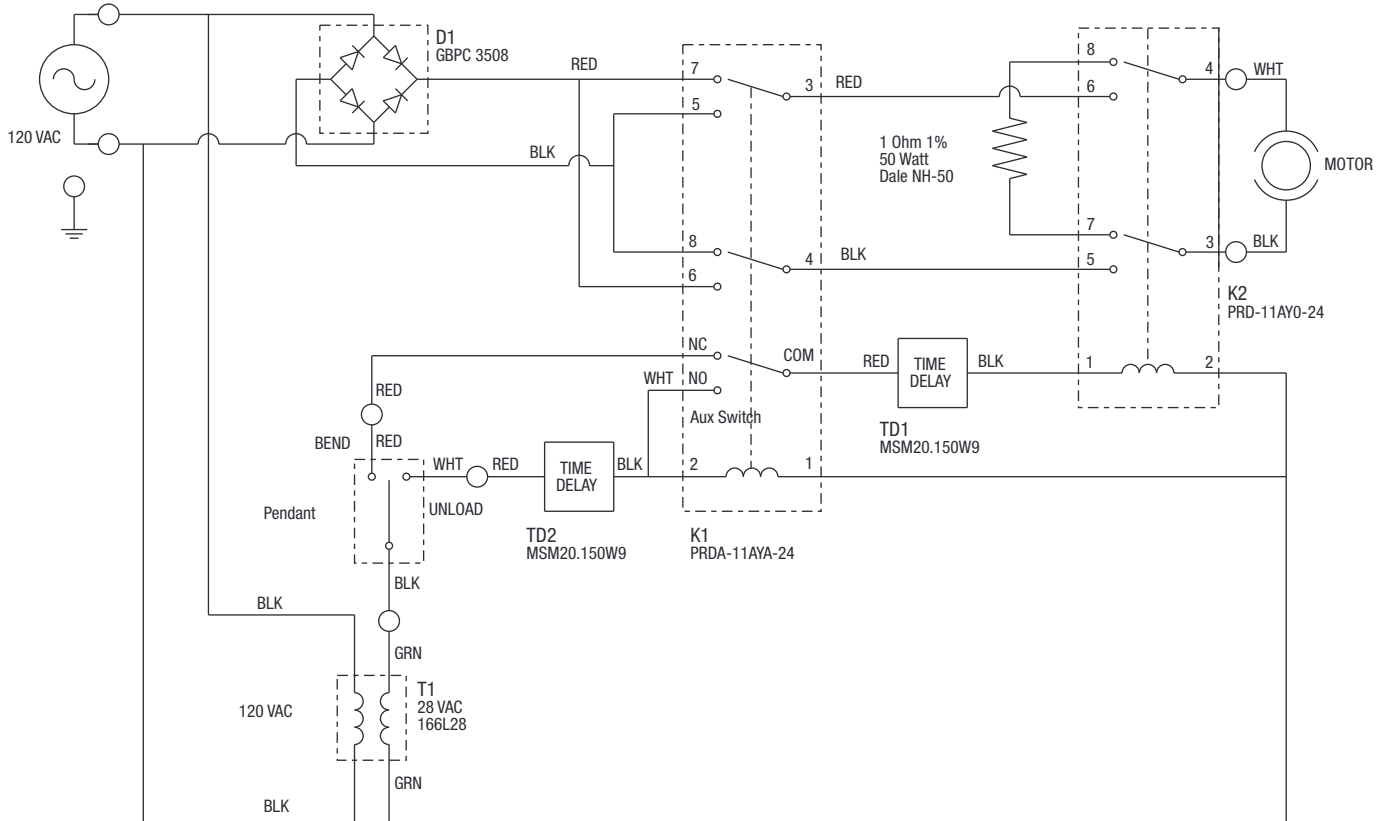 120 VAC
D1
GBPC 3508
RED
BLK
7
5
3
RED
8
6
4
BLK
8
6
4
WHT
1 Ohm 1%
50 Watt
Dale NH-50
MOTOR
7
5
3
BLK
K2
PRD-11AY0-24
NC
COM
WHT
NO
Aux Switch
RED
TIME
DELAY
BLK
TD1
MSM20.150W9
1
2
RED
BEND
RED
WHT
RED
TIME
DELAY
BLK
2
1
Pendant
UNLOAD
TD2
MSM20.150W9
K1
PRDA-11AYA-24
BLK
BLK
GRN
120 VAC
T1
28 VAC
166L28
GRN
BLK